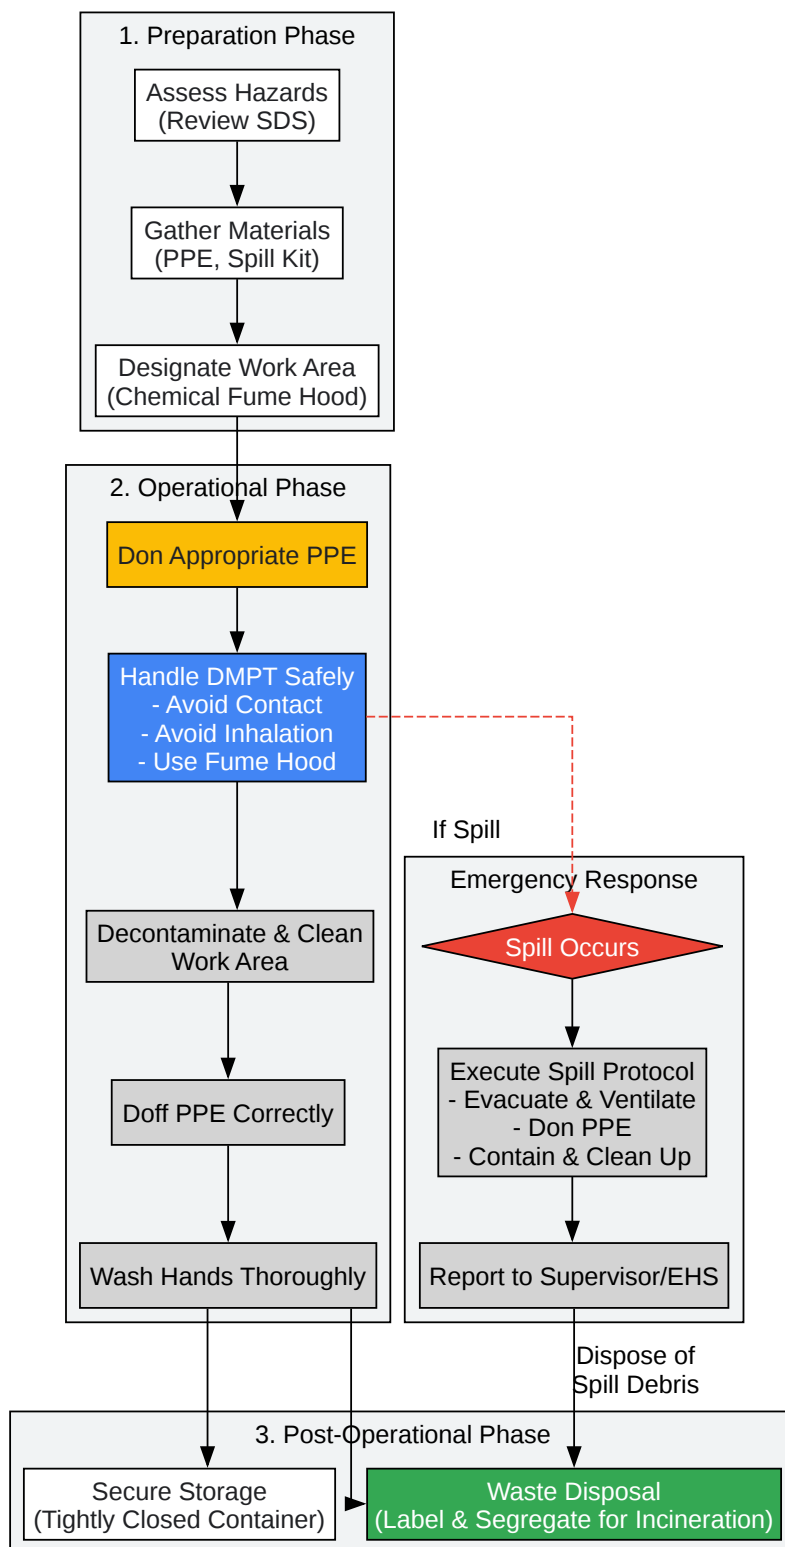 1. Preparation Phase
Assess Hazards
(Review SDS)
Gather Materials
(PPE, Spill Kit)
Designate Work Area
(Chemical Fume Hood)
2. Operational Phase
Don Appropriate PPE
Handle DMPT Safely
- Avoid Contact
- Avoid Inhalation
- Use Fume Hood
If Spill
Emergency Response
Spill Occurs
Decontaminate & Clean
Work Area
Execute Spill Protocol
- Evacuate & Ventilate
- Don PPE
- Contain & Clean Up
Doff PPE Correctly
Wash Hands Thoroughly
Report to Supervisor/EHS
Dispose of
Spill Debris
3. Post-Operational Phase
Secure Storage
(Tightly Closed Container)
Waste Disposal
(Label & Segregate for Incineration)